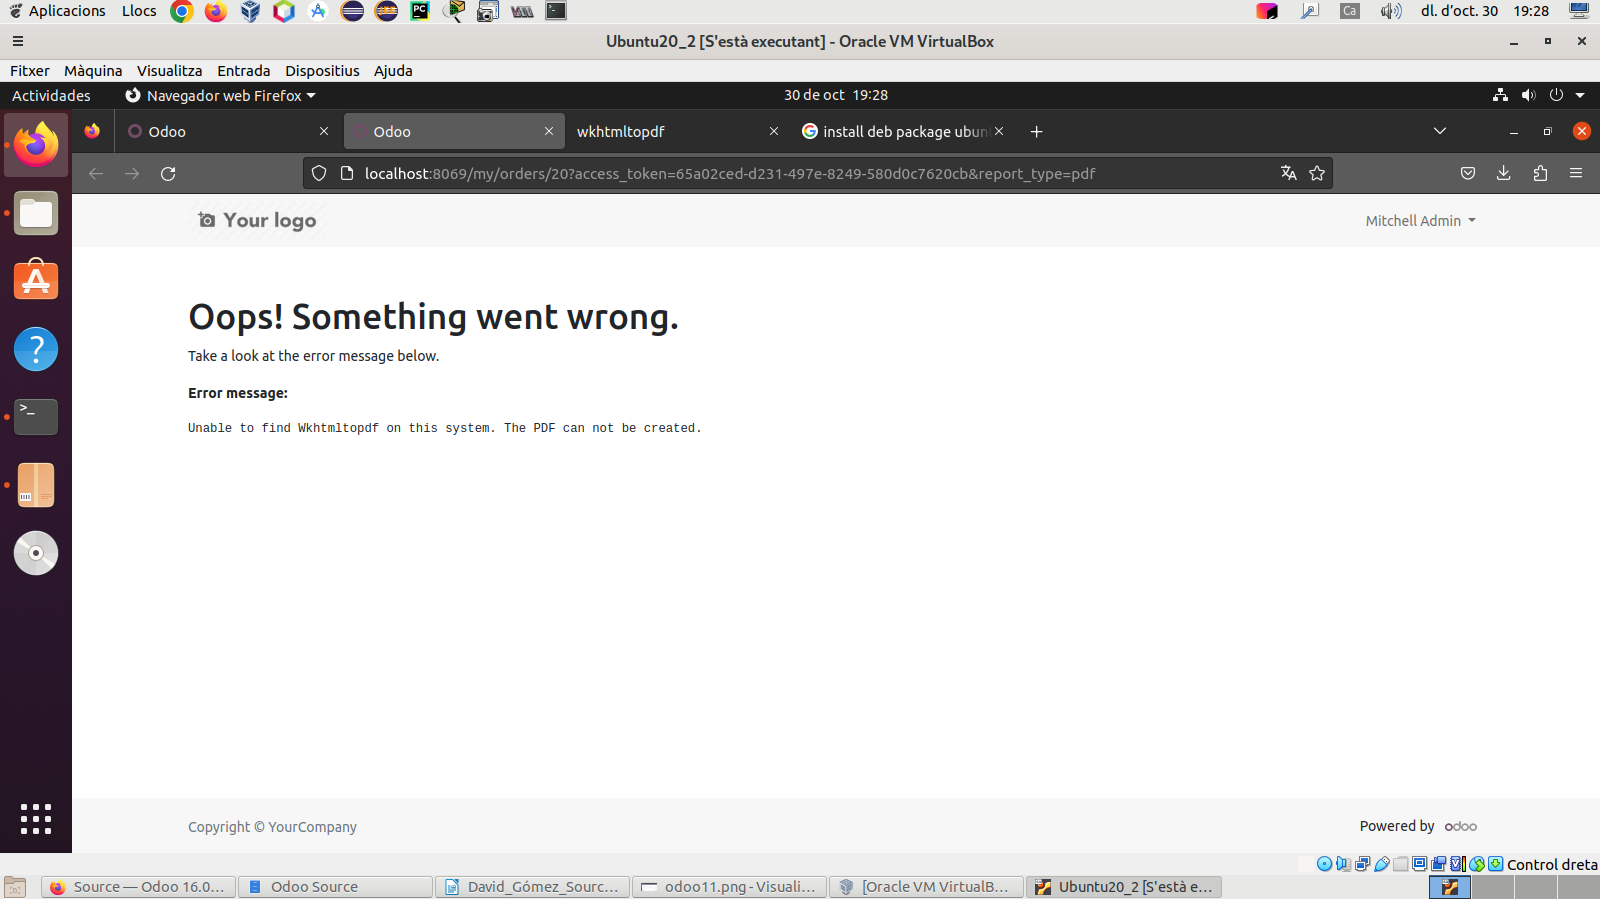 Aplicacions Llocs Ca dl. d'oct. 30 19:28
Ubuntu20_2 [S'està executant] - Oracle VM VirtualBox
Fitxer Màquina Visualitza Entrada Dispositius Ajuda
Actividades Navegador web Firefox 30 de oct 19:28
Odoo Odoo wkhtmltopdf install deb package ubun
localhost:8069/my/orders/20?access_token=65a02ced-d231-497e-8249-580d0c7620cb&report_type=pdf
Your logo Mitchell Admin
Oops! Something went wrong.
Take a look at the error message below.
Error message:
Unable to find Wkhtmltopdf on this system. The PDF can not be created.
Copyright © YourCompany Powered by odoo
Control dreta
Source — Odoo 16.0... Odoo Source David_Gómez_Sourc... odoo11.png - Visuali... [Oracle VM VirtualB... Ubuntu20_2 [S'està e...